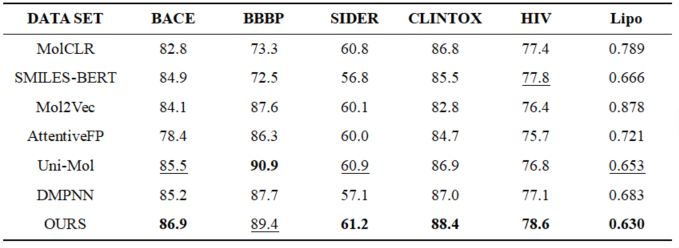 DATA SET BACE BBBP SIDER CLINTOX HIV Lipo
MolCLR 82.8 73.3 60.8 86.8 77.4 0.789
SMILES-BERT 84.9 72.5 56.8 85.5 77.8 0.666
Mol2Vec 84.1 87.6 60.1 82.8 76.4 0.878
AttentiveFP 78.4 86.3 60.0 84.7 75.7 0.721
Uni-Mol 85.5 90.9 60.9 86.9 76.8 0.653
DMPNN 85.2 87.7 57.1 87.0 77.1 0.683
OURS 86.9 89.4 61.2 88.4 78.6 0.630